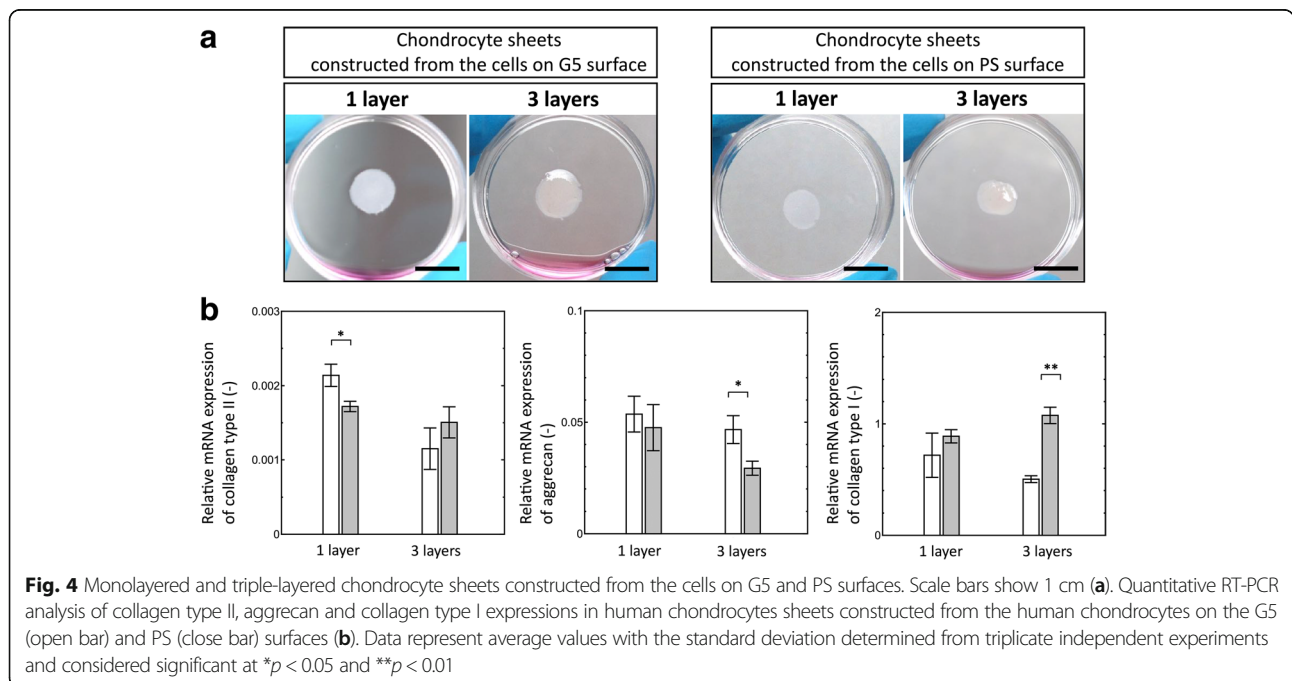 a
Chondrocyte sheets
constructed from the cells on G5 surface
Chondrocyte sheets
constructed from the cells on PS surface
1 layer
3 layers
1 layer
3 layers
b
Relative mRNA expression
of collagen type II (-)
0.003
0.002
0.001
0
*
1 layer
3 layers
Relative mRNA expression
of aggrecan (-)
0.1
0.05
0
*
1 layer
3 layers
Relative mRNA expression
of collagen type I (-)
2
1
0
**
1 layer
3 layers
Fig. 4 Monolayered and triple-layered chondrocyte sheets constructed from the cells on G5 and PS surfaces. Scale bars show 1 cm (a). Quantitative RT-PCR
analysis of collagen type II, aggrecan and collagen type I expressions in human chondrocytes sheets constructed from the human chondrocytes on the G5
(open bar) and PS (close bar) surfaces (b). Data represent average values with the standard deviation determined from triplicate independent experiments
and considered significant at *p < 0.05 and **p < 0.01